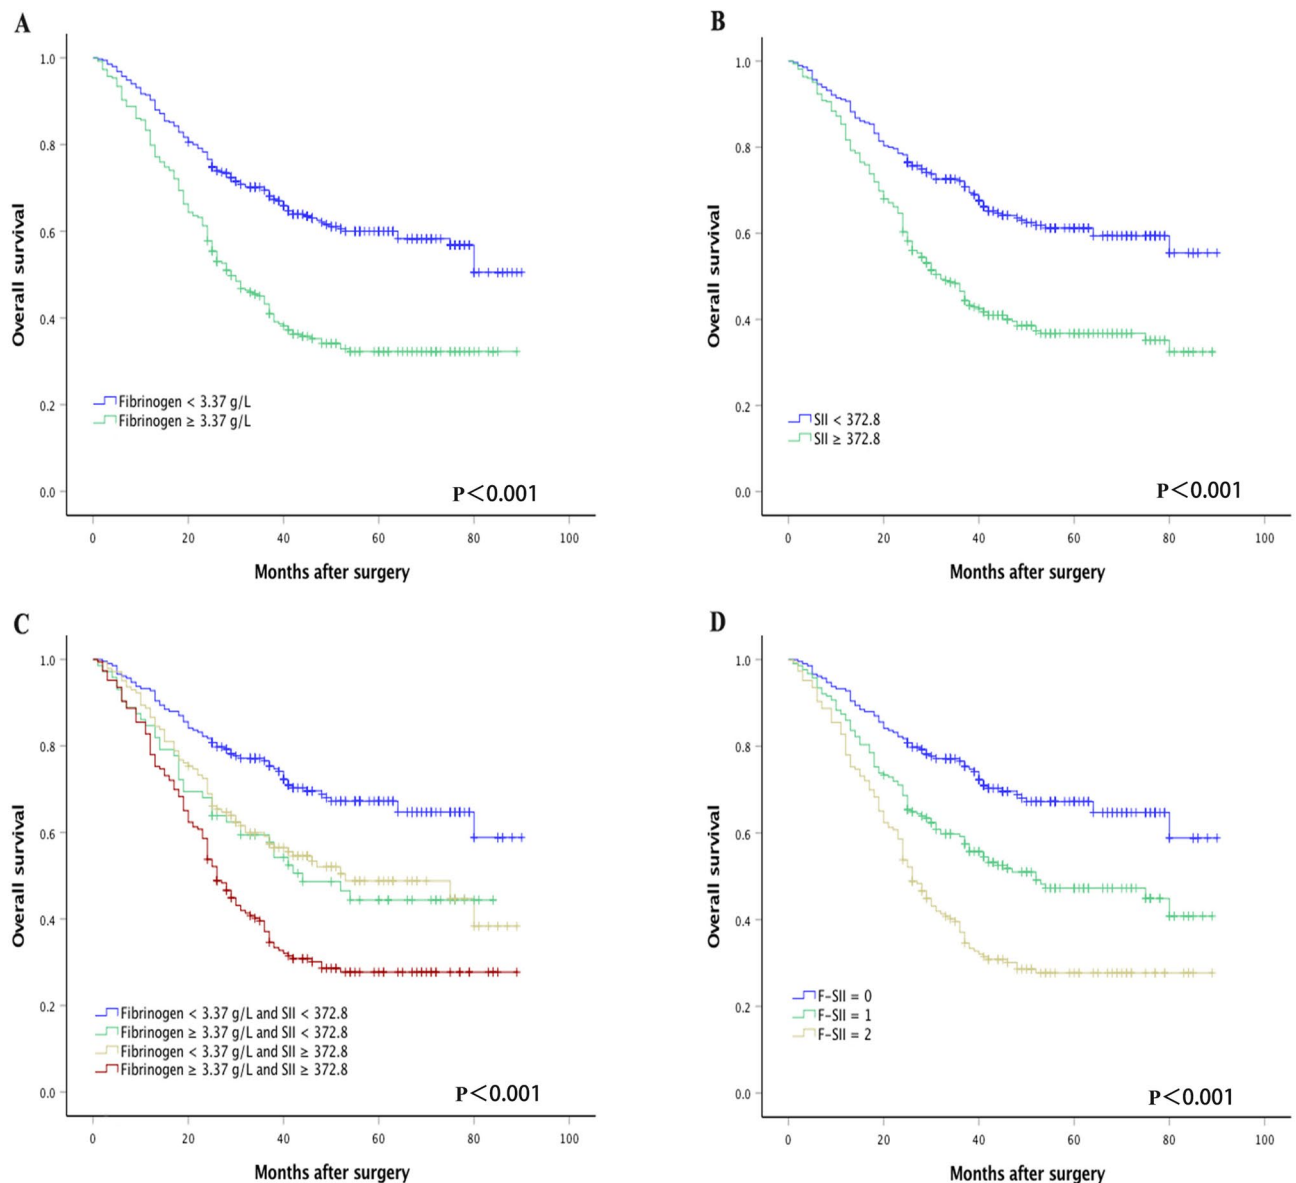 A
Overall survival
1.0
0.8
0.6
0.4
0.2
0.0
Fibrinogen < 3.37 g/L
Fibrinogen ≥ 3.37 g/L
P<0.001
0 20 40 60 80 100
Months after surgery
B
Overall survival
1.0
0.8
0.6
0.4
0.2
0.0
SII < 372.8
SII ≥ 372.8
P<0.001
0 20 40 60 80 100
Months after surgery
C
Overall survival
1.0
0.8
0.6
0.4
0.2
0.0
Fibrinogen < 3.37 g/L and SII < 372.8
Fibrinogen ≥ 3.37 g/L and SII < 372.8
Fibrinogen < 3.37 g/L and SII ≥ 372.8
Fibrinogen ≥ 3.37 g/L and SII ≥ 372.8
P<0.001
0 20 40 60 80 100
Months after surgery
D
Overall survival
1.0
0.8
0.6
0.4
0.2
0.0
F-SII = 0
F-SII = 1
F-SII = 2
P<0.001
0 20 40 60 80 100
Months after surgery